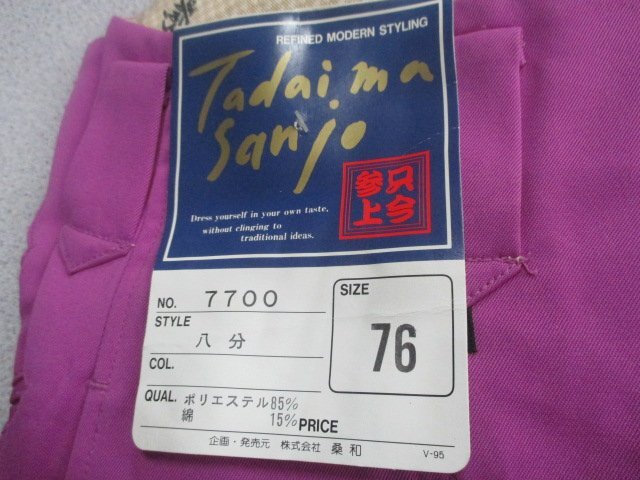 REFINED MODERN STYLING
Tadaima
Sanjo
只今
参上
Dress yourself in your own taste,
without clinging to
traditional ideas.
NO. 7700
SIZE
76
STYLE
八分
COL.
QUAL. ポリエステル85%
綿 15%
PRICE
企画・発売元 株式会社 桑和
V-95